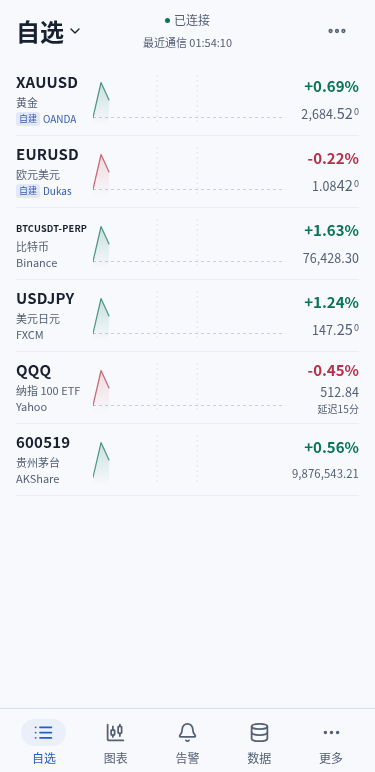 自选
已连接
最近通信 01:54:10
XAUUSD
黄金
自建 OANDA
+0.69%
2,684.520
EURUSD
欧元美元
自建 Dukas
-0.22%
1.08420
BTCUSDT-PERP
比特币
Binance
+1.63%
76,428.30
USDJPY
美元日元
FXCM
+1.24%
147.250
QQQ
纳指 100 ETF
Yahoo
-0.45%
512.84
延迟15分
600519
贵州茅台
AKShare
+0.56%
9,876,543.21
自选
图表
告警
数据
更多